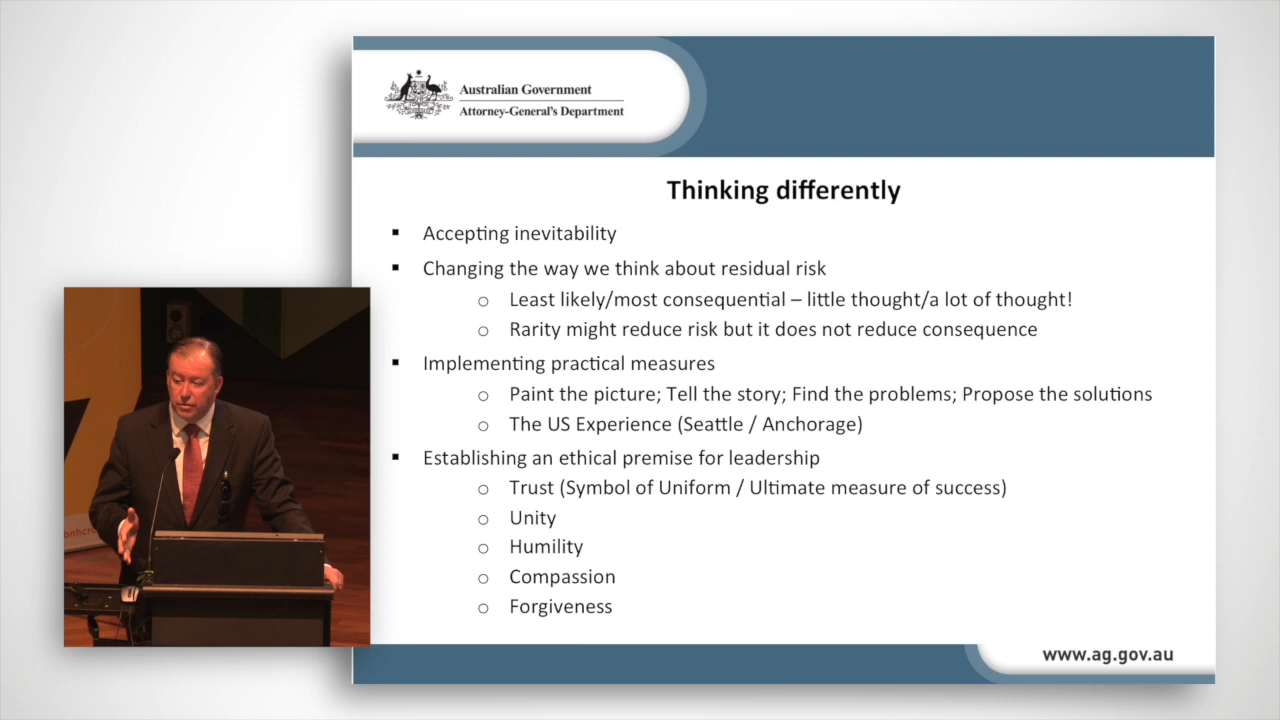 Australian Government
Attorney-General's Department
Thinking differently
▪ Accepting inevitability
▪ Changing the way we think about residual risk
○ Least likely/most consequential – little thought/a lot of thought!
○ Rarity might reduce risk but it does not reduce consequence
▪ Implementing practical measures
○ Paint the picture; Tell the story; Find the problems; Propose the solutions
○ The US Experience (Seattle / Anchorage)
▪ Establishing an ethical premise for leadership
○ Trust (Symbol of Uniform / Ultimate measure of success)
○ Unity
○ Humility
○ Compassion
○ Forgiveness
www.ag.gov.au